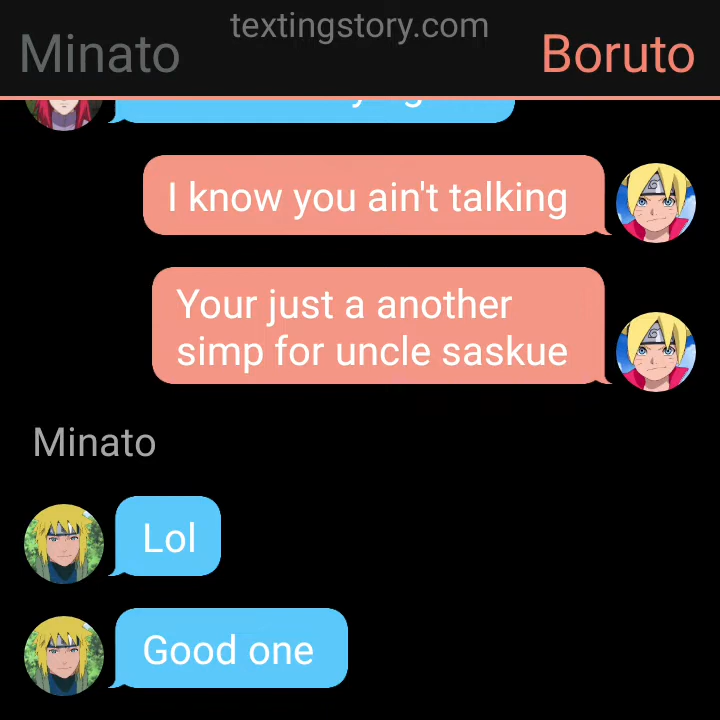 textingstory.com
Minato
Boruto
I know you ain't talking
Your just a another
simp for uncle saskue
Minato
Lol
Good one